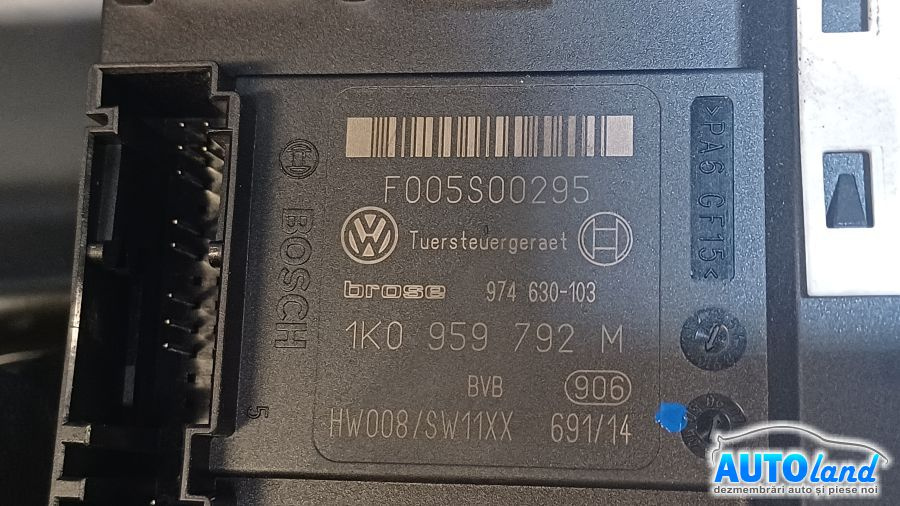 F005S00295
Tuersteuergeraet
brose 974 630-103
1K0 959 792 M
BVB 906
HW008/SW11XX 691/14
BOSCH
>PA6 GF15<
5
AUTOland
dezmembrări auto și piese noi